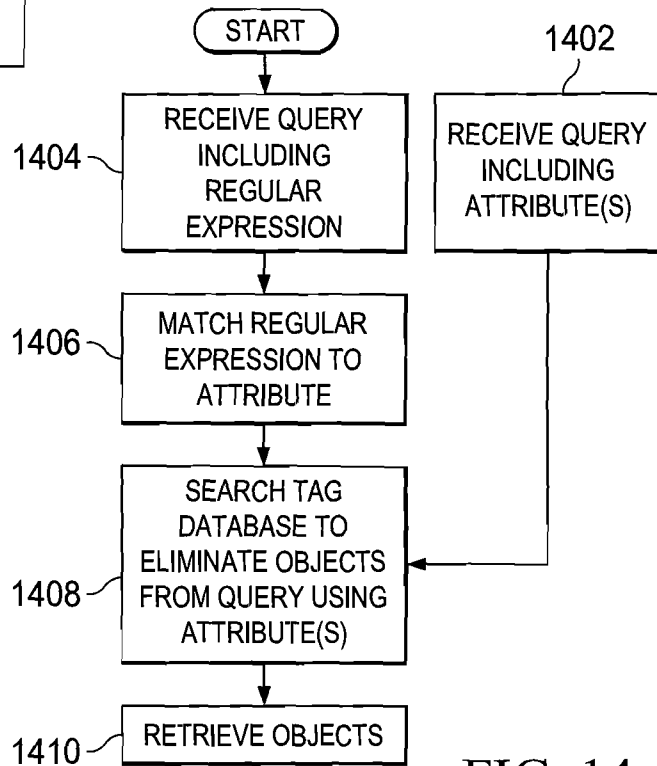 START
1402
1404
RECEIVE QUERY
INCLUDING
REGULAR
EXPRESSION
RECEIVE QUERY
INCLUDING
ATTRIBUTE(S)
1406
MATCH REGULAR
EXPRESSION TO
ATTRIBUTE
1408
SEARCH TAG
DATABASE TO
ELIMINATE OBJECTS
FROM QUERY USING
ATTRIBUTE(S)
1410
RETRIEVE OBJECTS
FIG. 14